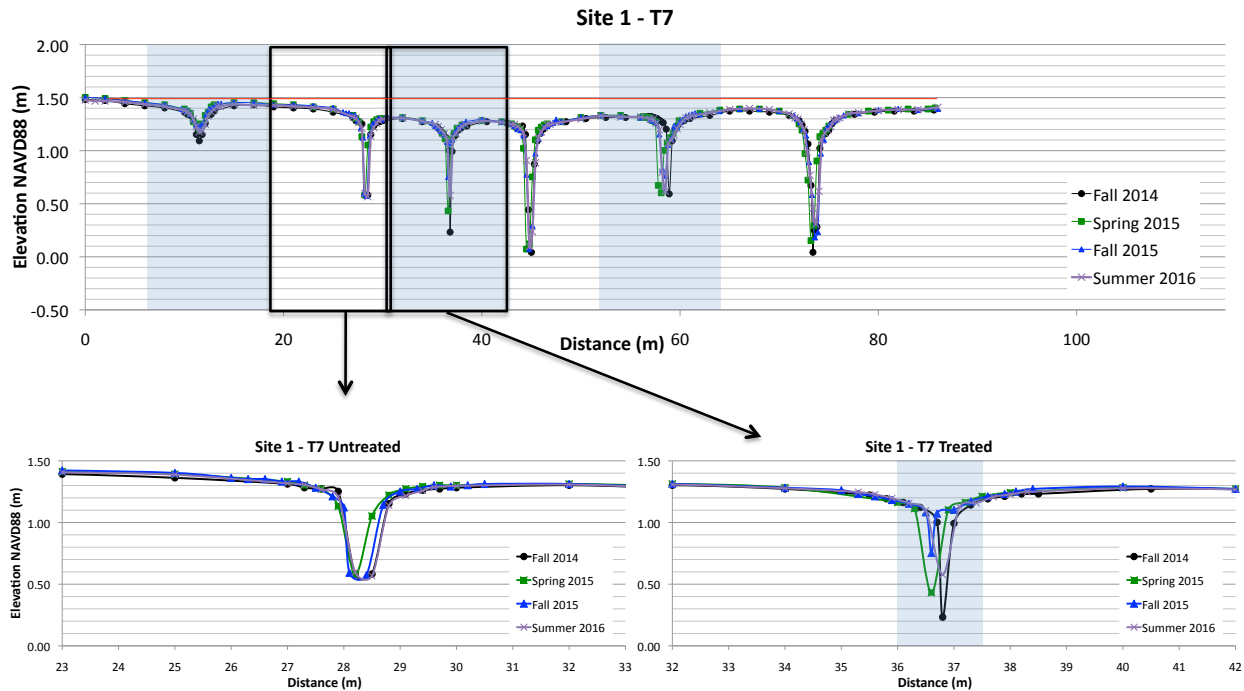 Site 1 - T7
Elevation NAVD88 (m)
2.00
1.50
1.00
0.50
0.00
-0.50
0
20
40
60
80
100
Distance (m)
Fall 2014
Spring 2015
Fall 2015
Summer 2016
Site 1 - T7 Untreated
Elevation NAVD88 (m)
1.50
1.00
0.50
0.00
23
24
25
26
27
28
29
30
31
32
33
Distance (m)
Fall 2014
Spring 2015
Fall 2015
Summer 2016
Site 1 - T7 Treated
Elevation NAVD88 (m)
1.50
1.00
0.50
0.00
32
33
34
35
36
37
38
39
40
41
42
Distance (m)
Fall 2014
Spring 2015
Fall 2015
Summer 2016